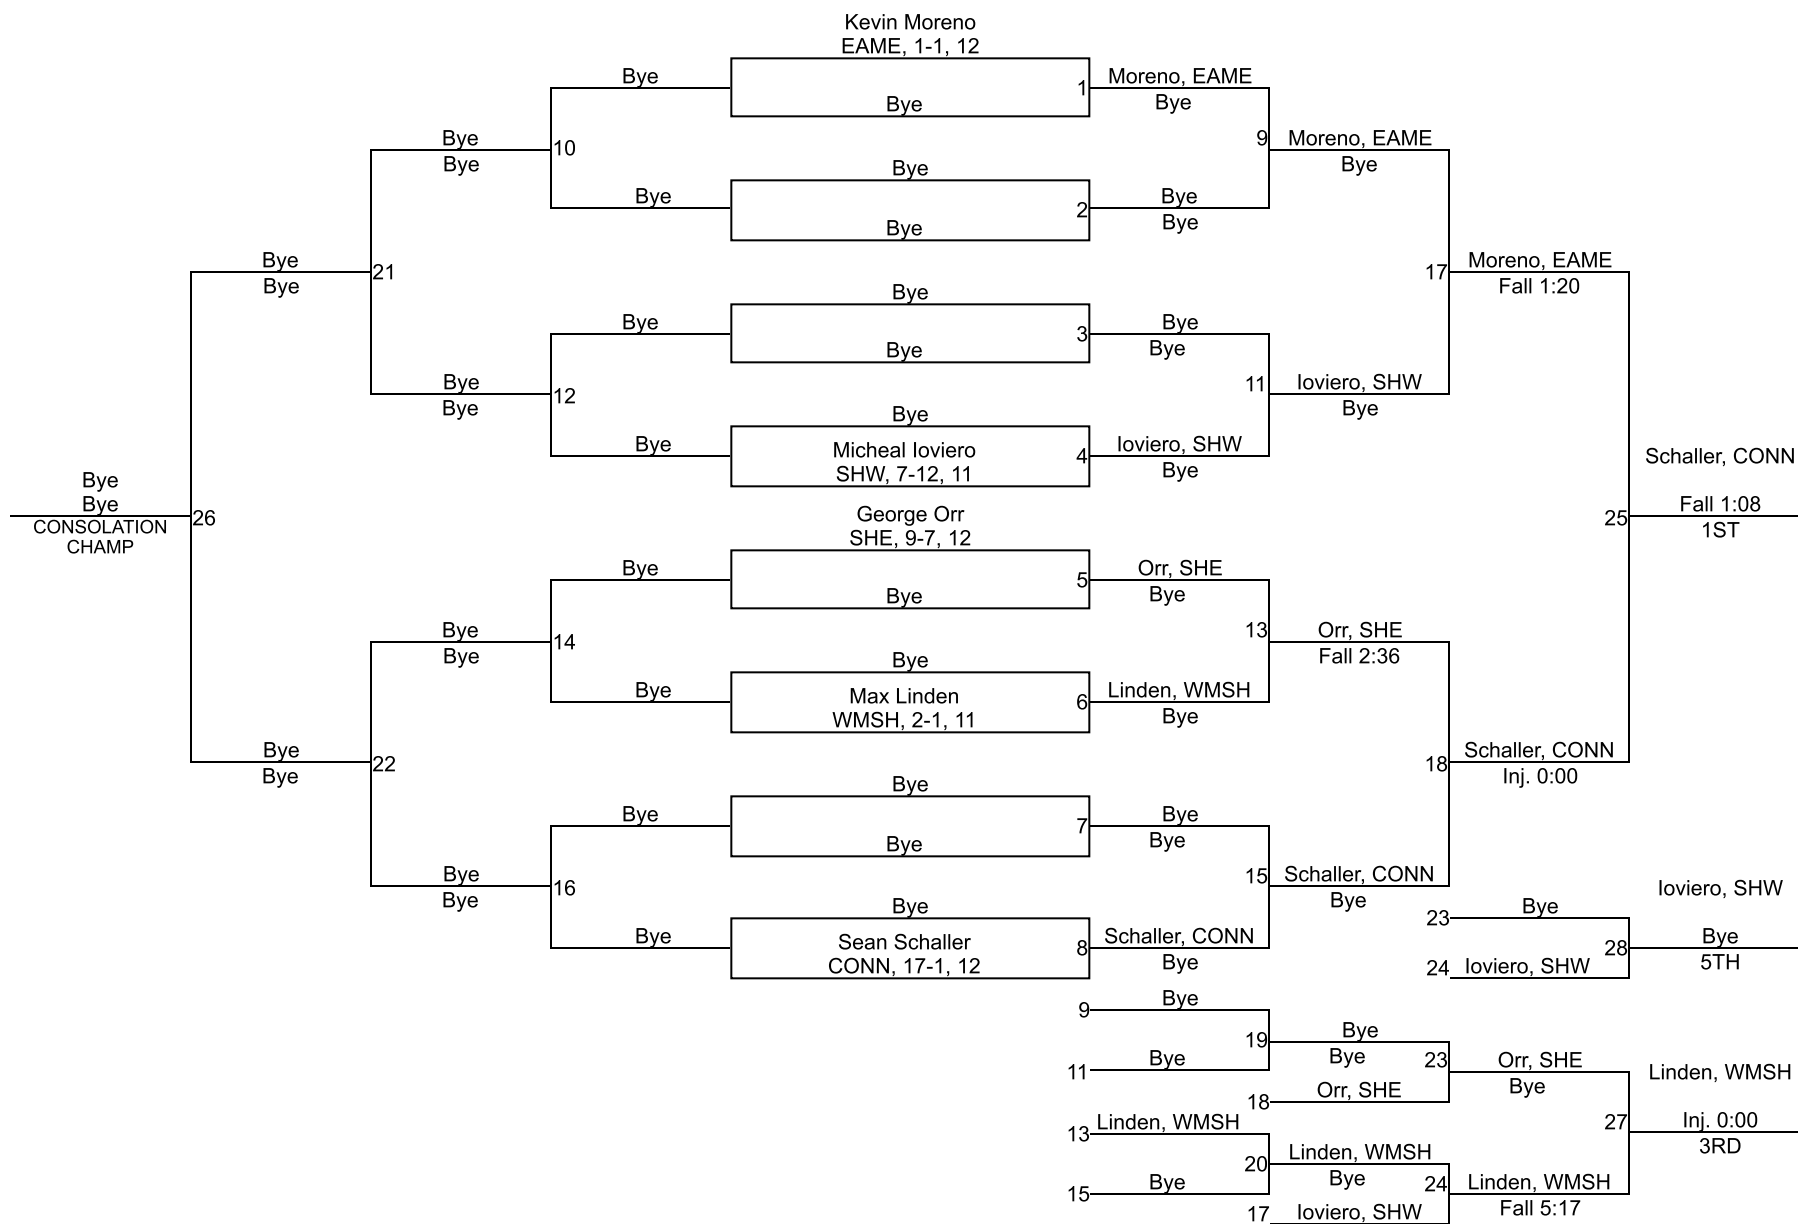 Kevin Moreno
EAME, 1-1, 12
Bye
1
Moreno, EAME
Bye
Bye
Bye
10
9
Moreno, EAME
Bye
Bye
Bye
Bye
2
Bye
Bye
Bye
Bye
Bye
21
17
Moreno, EAME
Fall 1:20
Bye
Bye
3
Bye
Bye
Bye
Bye
Bye
12
11
Ioviero, SHW
Bye
Bye
Bye
Micheal Ioviero
SHW, 7-12, 11
4
Ioviero, SHW
Bye
Bye
Bye
CONSOLATION
CHAMP
26
25
Schaller, CONN
Fall 1:08
1ST
George Orr
SHE, 9-7, 12
Bye
5
Orr, SHE
Bye
Bye
Bye
Bye
14
13
Orr, SHE
Fall 2:36
Bye
Bye
Max Linden
WMSH, 2-1, 11
6
Linden, WMSH
Bye
Bye
Bye
22
18
Schaller, CONN
Inj. 0:00
Bye
Bye
7
Bye
Bye
Bye
Bye
Bye
16
15
Schaller, CONN
Bye
Bye
Bye
Sean Schaller
CONN, 17-1, 12
8
Schaller, CONN
Bye
23
Bye
24
Ioviero, SHW
28
Ioviero, SHW
Bye
5TH
9
Bye
11
Bye
19
Bye
Bye
18
Orr, SHE
23
Orr, SHE
Bye
13
Linden, WMSH
15
Bye
20
Linden, WMSH
Bye
17
Ioviero, SHW
24
Linden, WMSH
Fall 5:17
27
Linden, WMSH
Inj. 0:00
3RD